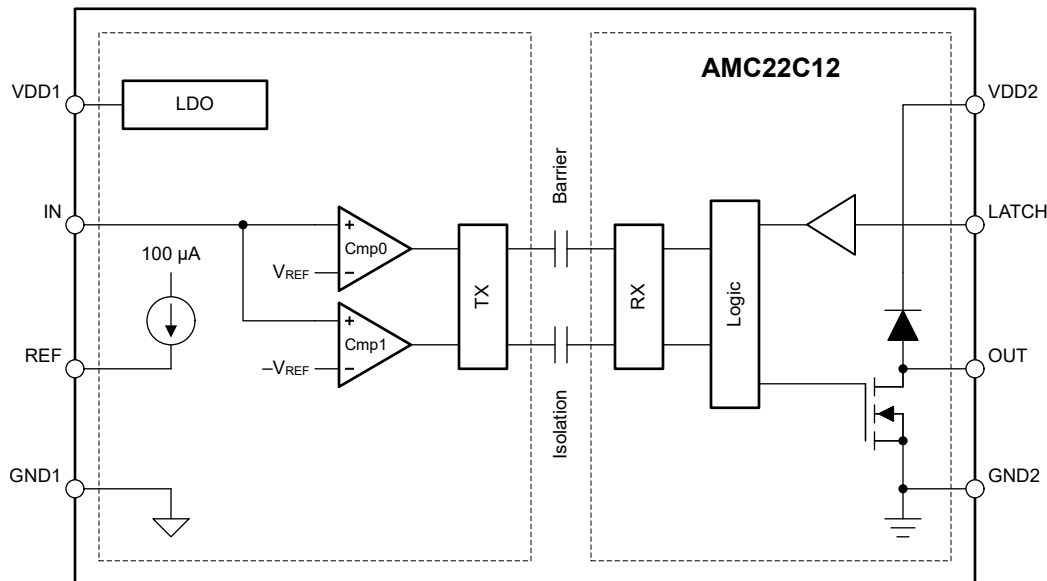 AMC22C12
VDD1
LDO
VDD2
IN
LATCH
Barrier
+
Cmp0
–
VREF
100 µA
TX
RX
Logic
+
Cmp1
–
–VREF
REF
OUT
Isolation
GND1
GND2